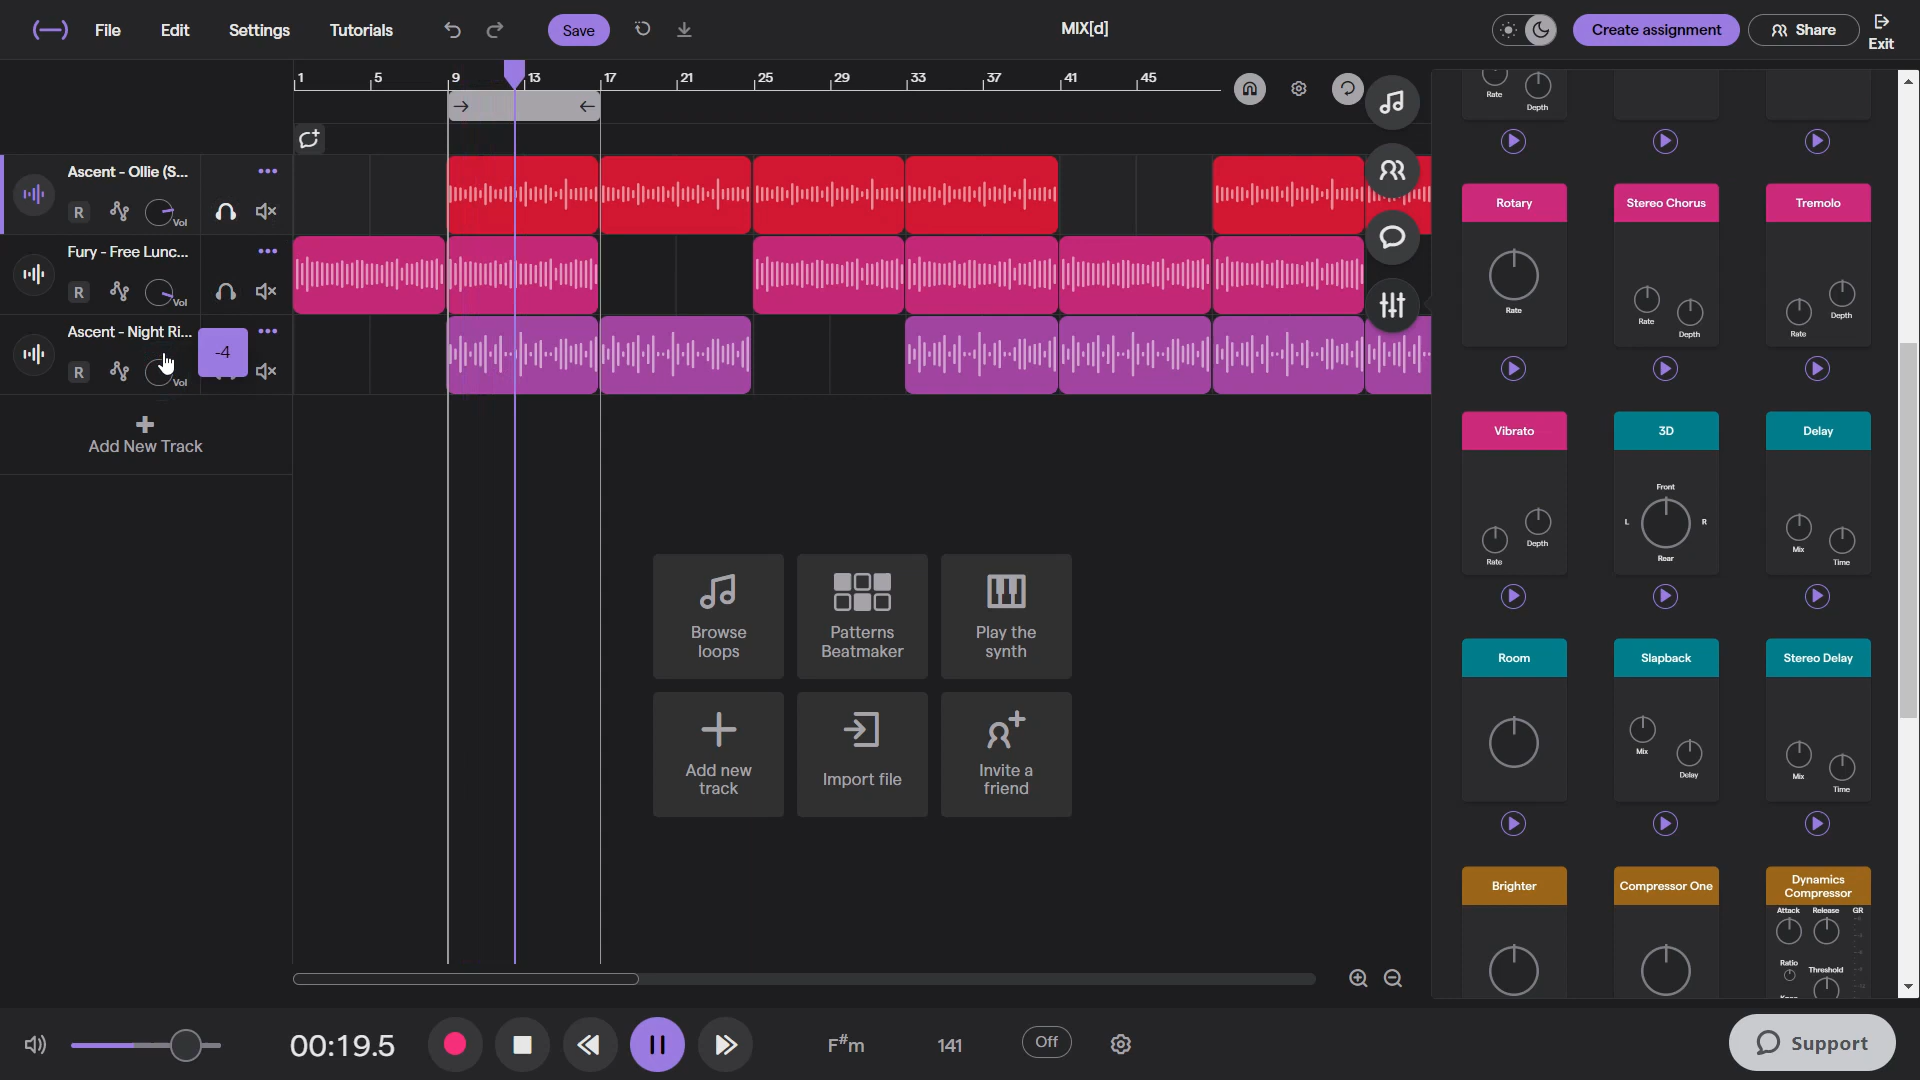 File
Edit
Settings
Tutorials
Save
MIX[d]
Create assignment
Share
Exit
1
5
9
13
17
21
25
29
33
37
41
45
Ascent - Ollie (S...
R
Vol
Fury - Free Lunc...
R
Vol
Ascent - Night Ri...
-4
R
Vol
Add New Track
Browse
loops
Patterns
Beatmaker
Play the
synth
Add new
track
Import file
Invite a
friend
Rate
Depth
Rotary
Rate
Stereo Chorus
Rate
Depth
Tremolo
Rate
Depth
Vibrato
Rate
Depth
3D
Front
L
R
Rear
Delay
Mix
Time
Room
Slapback
Mix
Delay
Stereo Delay
Mix
Time
Brighter
Compressor One
Dynamics
Compressor
Attack
Release
GR
Ratio
Threshold
00:19.5
F#m
141
Off
Support